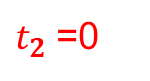 t₂ =0